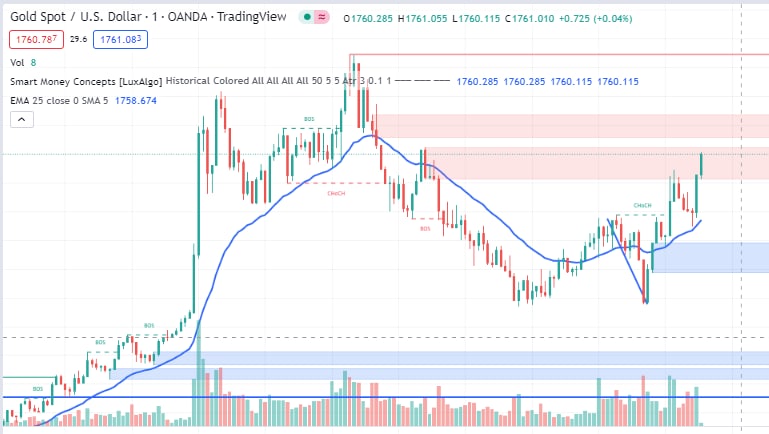 Gold Spot / U.S. Dollar · 1 · OANDA · TradingView O1760.285 H1761.055 L1760.115 C1761.010 +0.725 (+0.04%)
1760.787 29.6 1761.083
Vol 8
Smart Money Concepts [LuxAlgo] Historical Colored All All All All 50 5 5 Atr 3 0.1 1 — — — 1760.285 1760.285 1760.115 1760.115
EMA 25 close 0 SMA 5 1758.674
BOS
CHoCH
CHoCH
BOS
BOS
BOS
BOS